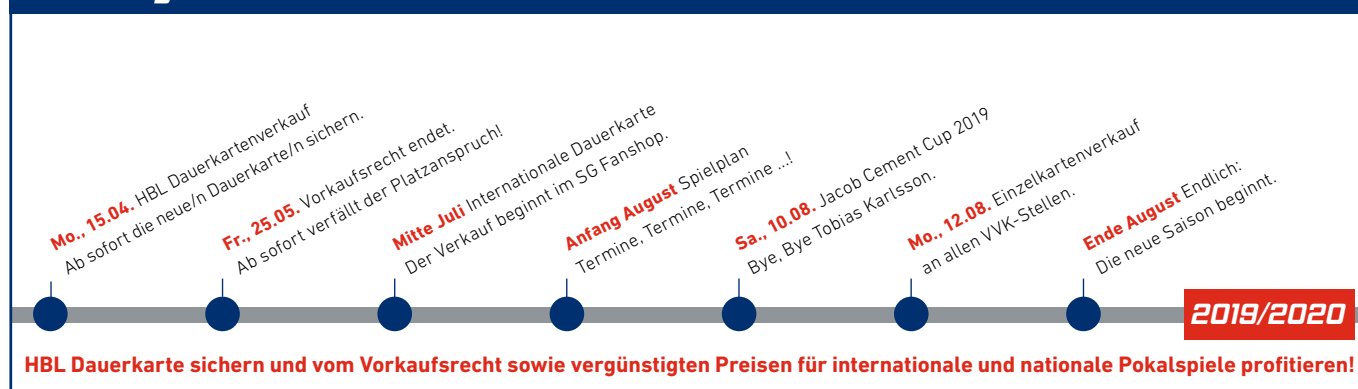 Mo., 15.04. HBL Dauerkartenverkauf
Ab sofort die neue/n Dauerkarte/n sichern.
Fr., 25.05. Vorkaufsrecht endet.
Ab sofort verfällt der Platzanspruch!
Mitte Juli Internationale Dauerkarte
Der Verkauf beginnt im SG Fanshop.
Anfang August Spielplan
Termine, Termine, Termine ...!
Sa., 10.08. Jacob Cement Cup 2019
Bye, Bye Tobias Karlsson.
Mo., 12.08. Einzelkartenverkauf
an allen VVK-Stellen.
Ende August Endlich:
Die neue Saison beginnt.
2019/2020
HBL Dauerkarte sichern und vom Vorkaufsrecht sowie vergünstigten Preisen für internationale und nationale Pokalspiele profitieren!